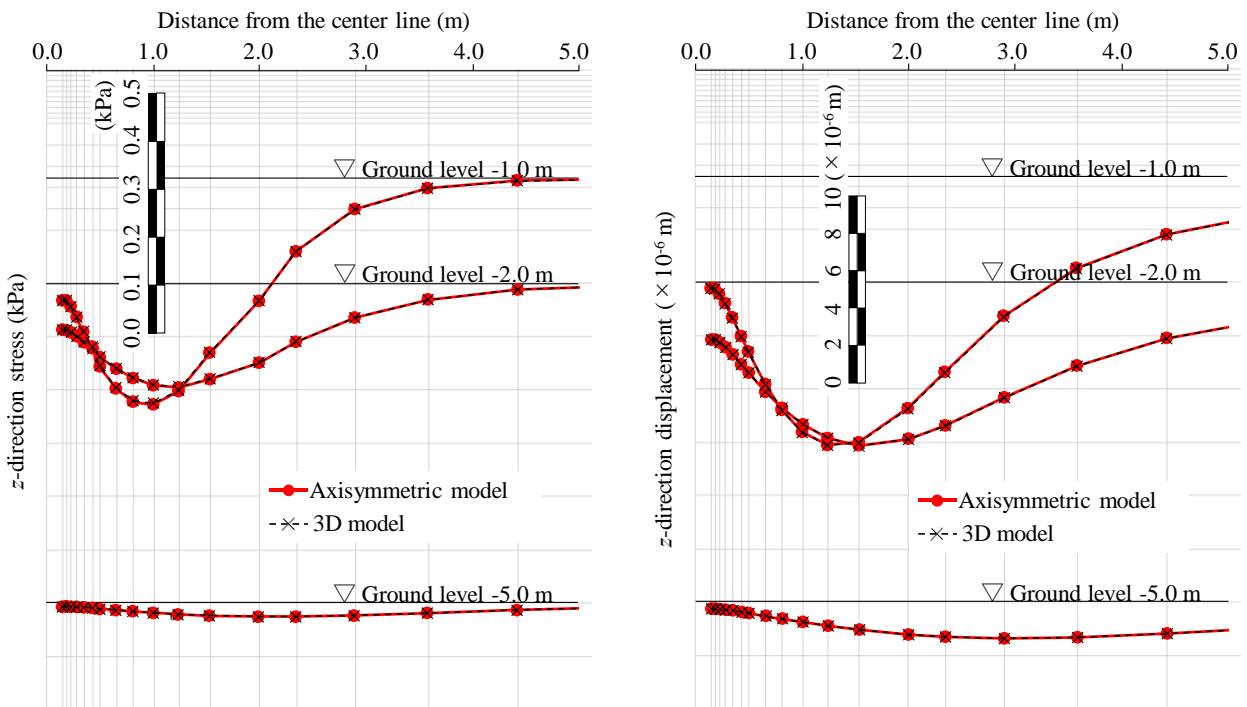 Distance from the center line (m)
0.0 1.0 2.0 3.0 4.0 5.0
(kPa)
0.0 0.1 0.2 0.3 0.4 0.5
Ground level -1.0 m
Ground level -2.0 m
z-direction stress (kPa)
Axisymmetric model
3D model
Ground level -5.0 m
Distance from the center line (m)
0.0 1.0 2.0 3.0 4.0 5.0
(×10⁻⁶ m)
0 2 4 6 8 10
Ground level -1.0 m
Ground level -2.0 m
z-direction displacement (×10⁻⁶ m)
Axisymmetric model
3D model
Ground level -5.0 m